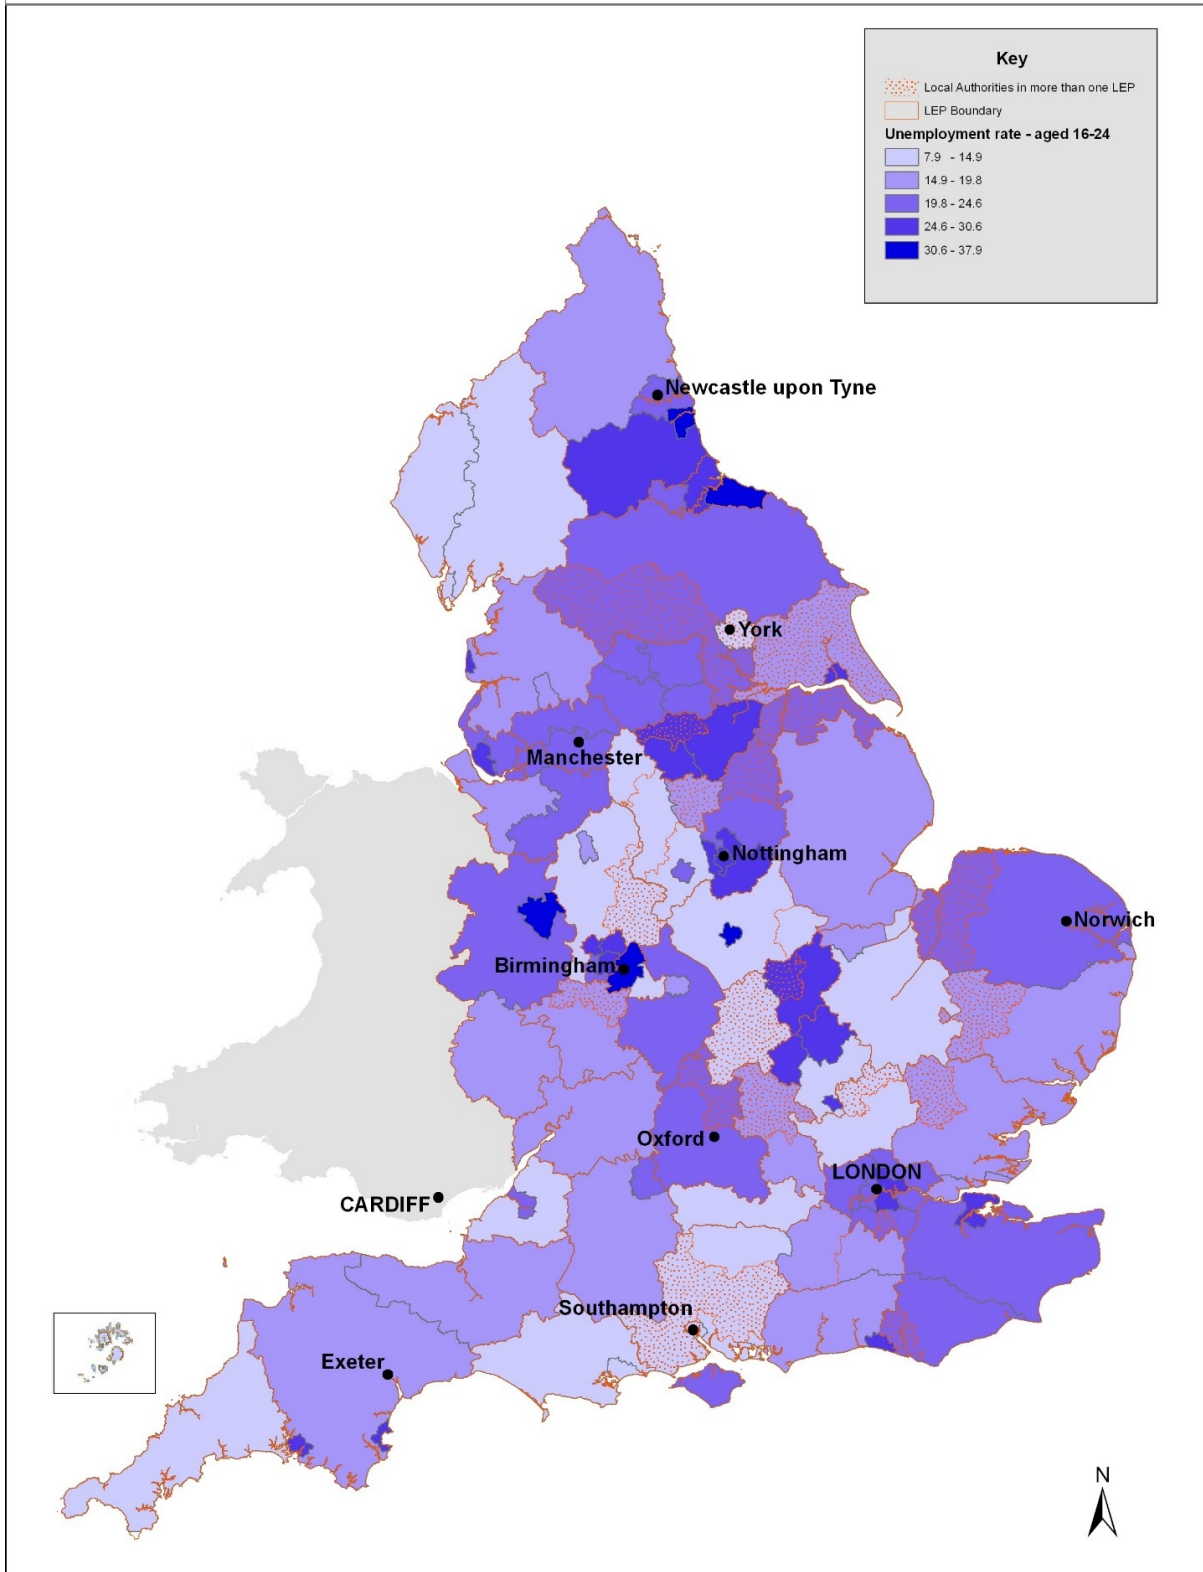 Key
Local Authorities in more than one LEP
LEP Boundary
Unemployment rate - aged 16-24
7.9 - 14.9
14.9 - 19.8
19.8 - 24.6
24.6 - 30.6
30.6 - 37.9
Newcastle upon Tyne
York
Manchester
Nottingham
Norwich
Birmingham
Oxford
LONDON
CARDIFF
Southampton
Exeter
N